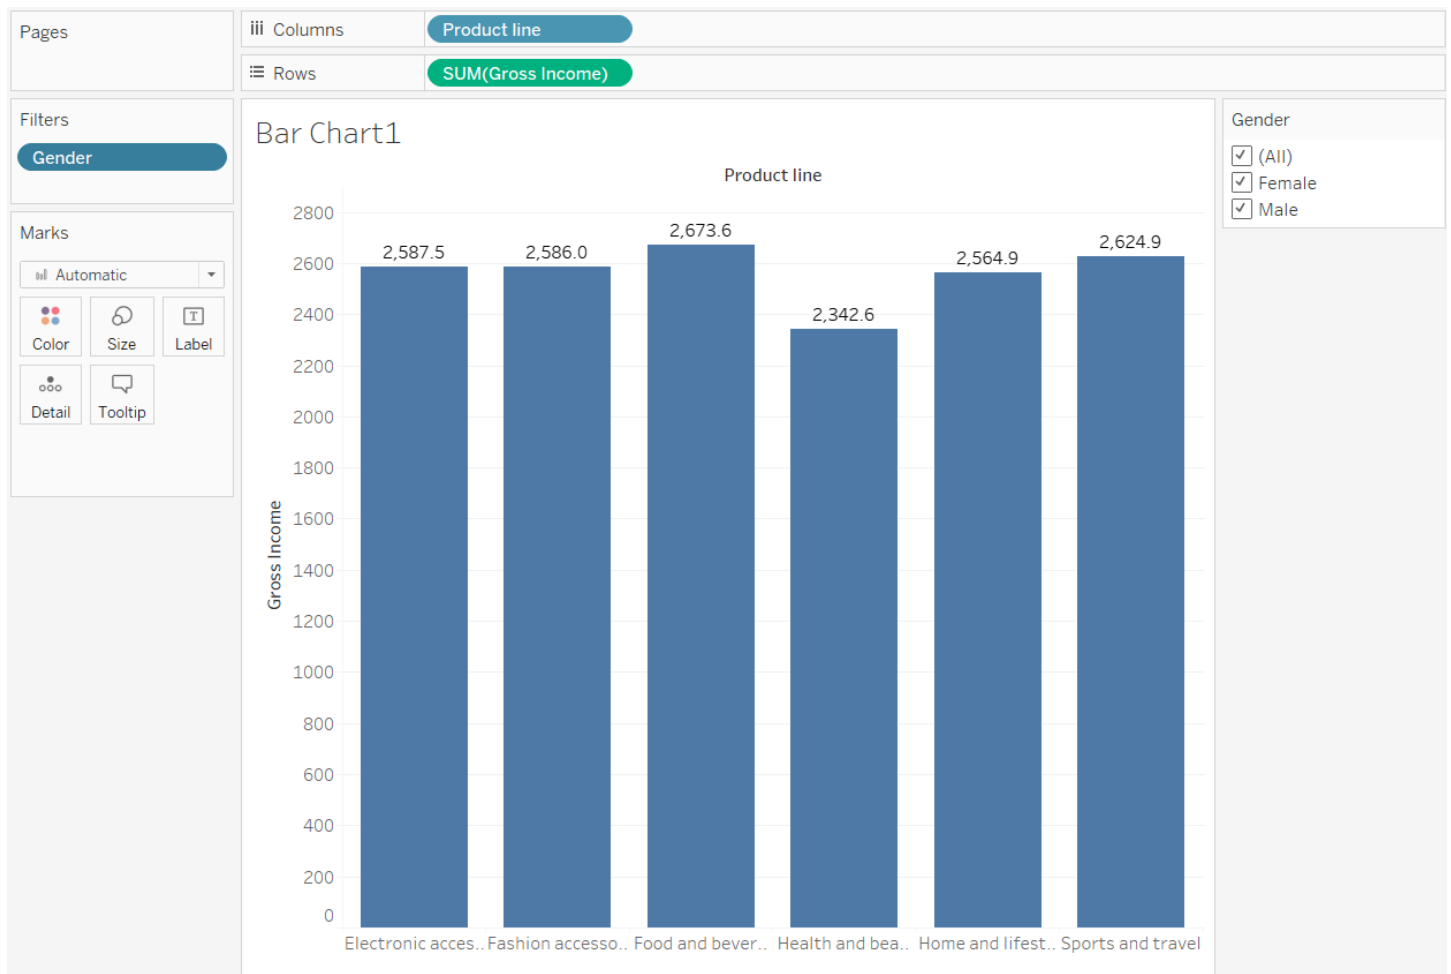 Pages
Columns
Product line
Rows
SUM(Gross Income)
Filters
Gender
Marks
Automatic
Color
Size
T
Label
Detail
Tooltip
Bar Chart1
Product line
Gross Income
2800
2600
2400
2200
2000
1800
1600
1400
1200
1000
800
600
400
200
0
2,587.5
2,586.0
2,673.6
2,342.6
2,564.9
2,624.9
Electronic acces..
Fashion accesso..
Food and bever..
Health and bea..
Home and lifest..
Sports and travel
Gender
(All)
Female
Male